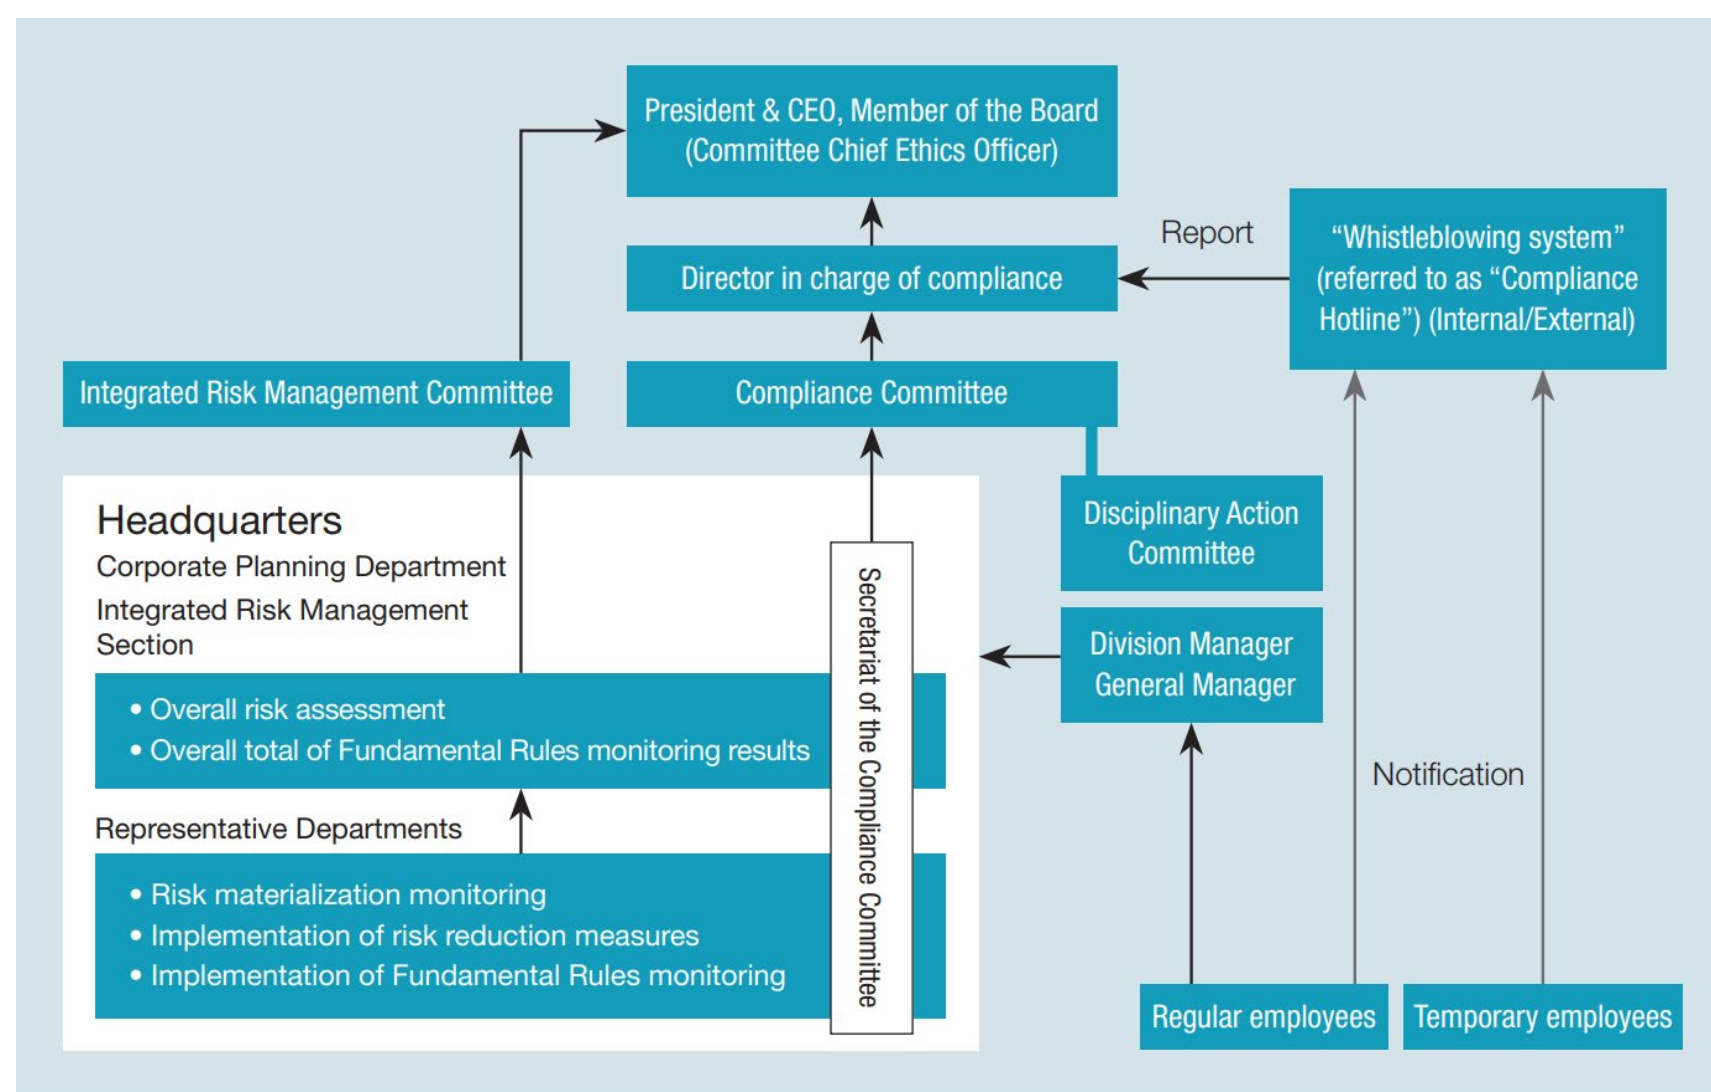 President & CEO, Member of the Board
(Committee Chief Ethics Officer)
Report
“Whistleblowing system”
(referred to as “Compliance
Hotline”) (Internal/External)
Director in charge of compliance
Integrated Risk Management Committee
Compliance Committee
Headquarters
Corporate Planning Department
Integrated Risk Management
Section
• Overall risk assessment
• Overall total of Fundamental Rules monitoring results
Representative Departments
• Risk materialization monitoring
• Implementation of risk reduction measures
• Implementation of Fundamental Rules monitoring
Secretariat of the Compliance Committee
Disciplinary Action
Committee
Division Manager
General Manager
Notification
Regular employees
Temporary employees